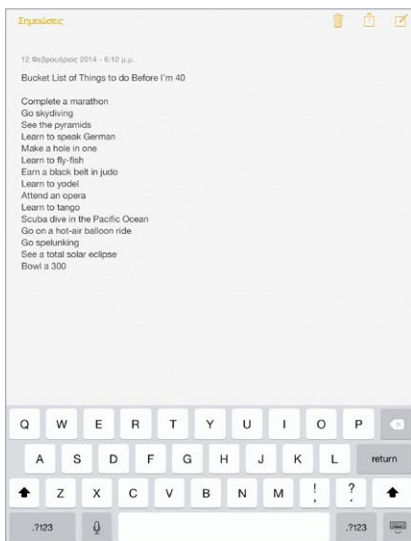 Σημειώσεις
12 Φεβρουάριος 2014 - 6:12 μ.μ.
Bucket List of Things to do Before I'm 40
Complete a marathon
Go skydiving
See the pyramids
Learn to speak German
Make a hole in one
Learn to fly-fish
Earn a black belt in judo
Learn to yodel
Attend an opera
Learn to tango
Scuba dive in the Pacific Ocean
Go on a hot-air balloon ride
Go spelunking
See a total solar eclipse
Bowl a 300
Q W E R T Y U I O P
A S D F G H J K L return
Z X C V B N M ! , ? .
.?123 .?123